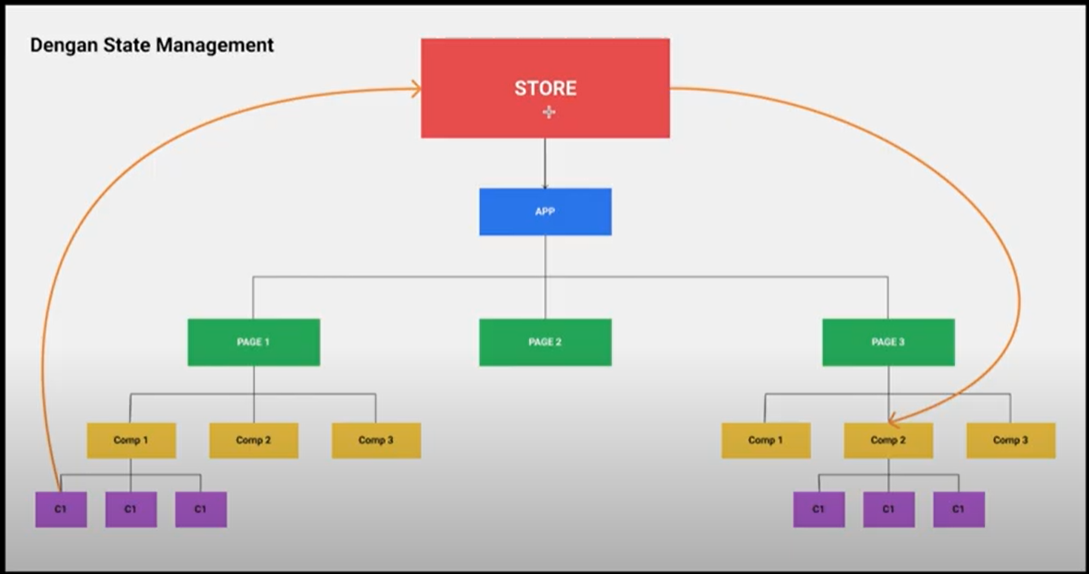 Dengan State Management
STORE
APP
PAGE 1
PAGE 2
PAGE 3
Comp 1
Comp 2
Comp 3
Comp 1
Comp 2
Comp 3
C1
C1
C1
C1
C1
C1